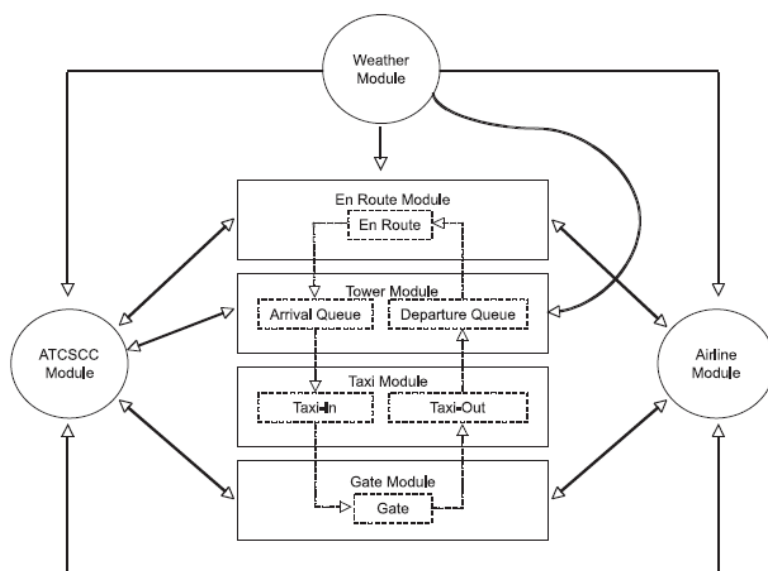 Weather
Module
En Route Module
En Route
Tower Module
Arrival Queue
Departure Queue
ATCSCC
Module
Airline
Module
Taxi Module
Taxi-In
Taxi-Out
Gate Module
Gate